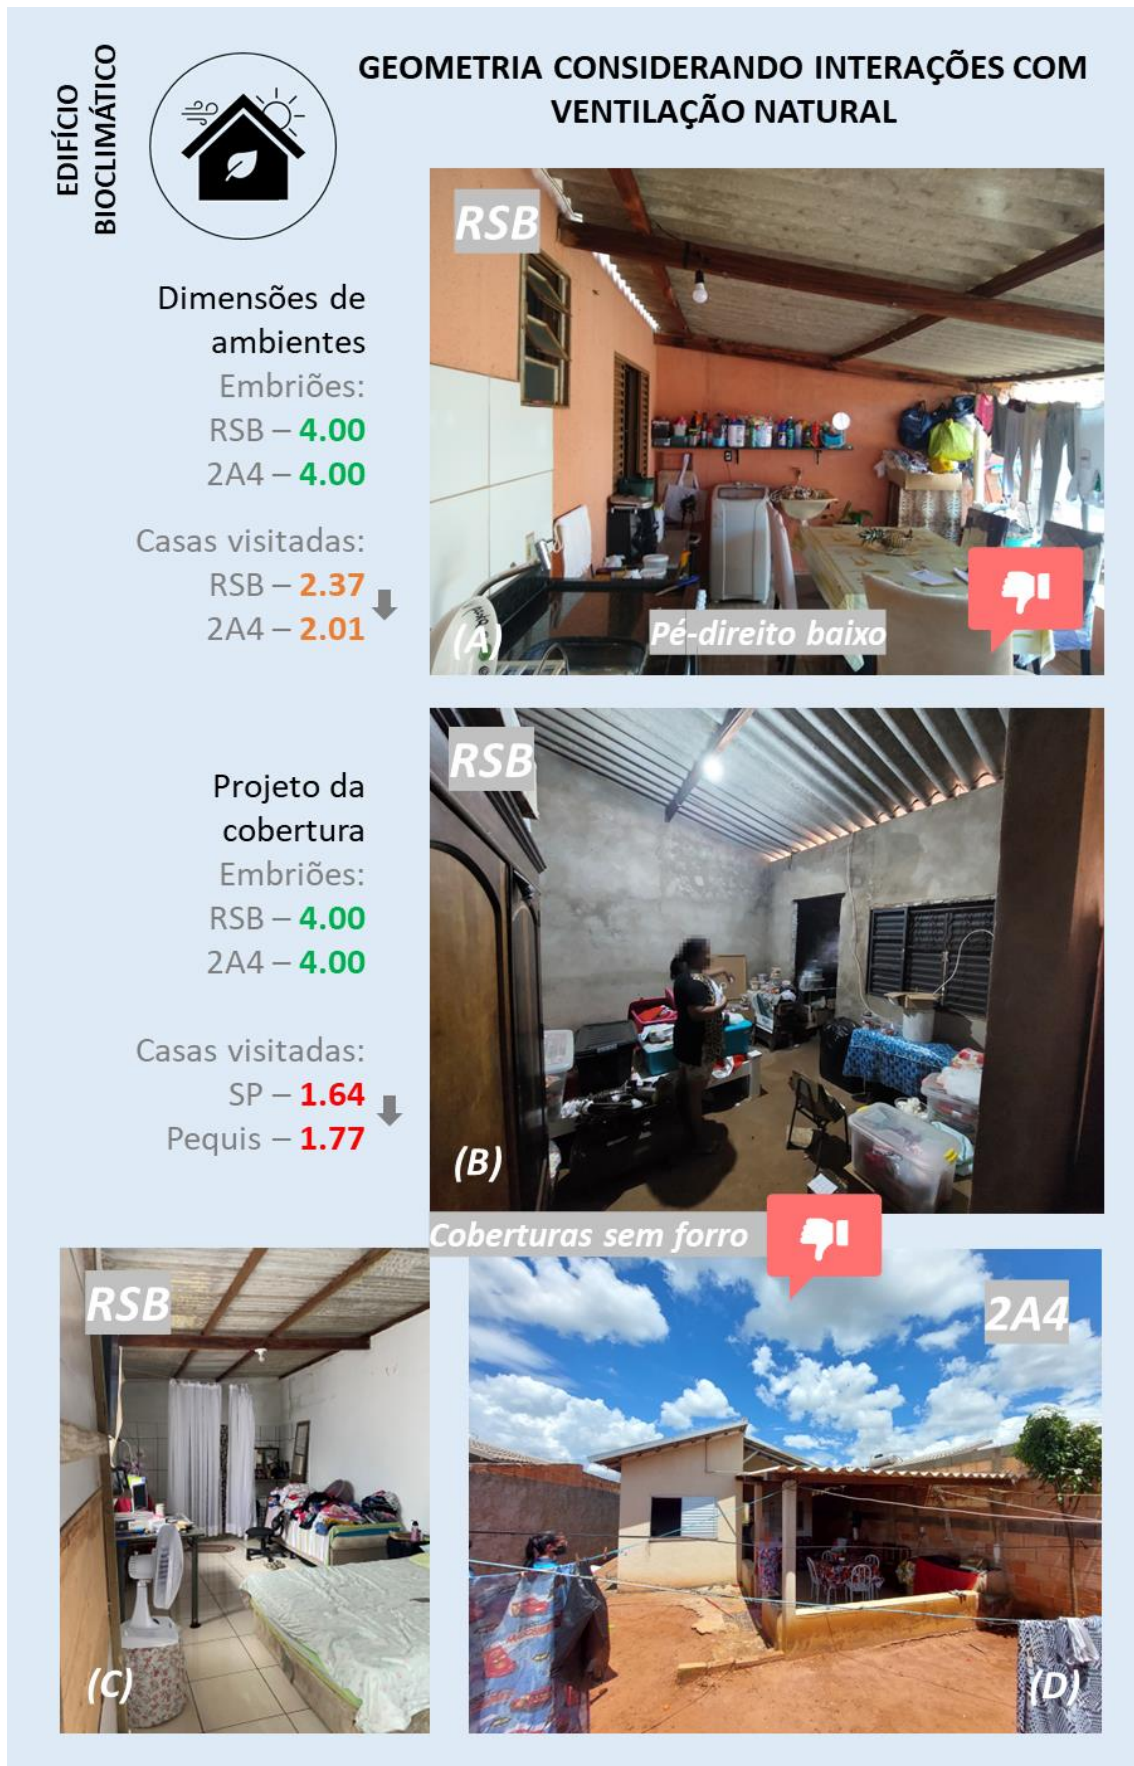 EDIFÍCIO
BIOCLIMÁTICO
GEOMETRIA CONSIDERANDO INTERAÇÕES COM
VENTILAÇÃO NATURAL
Dimensões de
ambientes
Embriões:
RSB – 4.00
2A4 – 4.00
Casas visitadas:
RSB – 2.37
2A4 – 2.01
RSB
(A)
Pé-direito baixo
Projeto da
cobertura
Embriões:
RSB – 4.00
2A4 – 4.00
Casas visitadas:
SP – 1.64
Pequis – 1.77
RSB
(B)
Coberturas sem forro
RSB
(C)
2A4
(D)